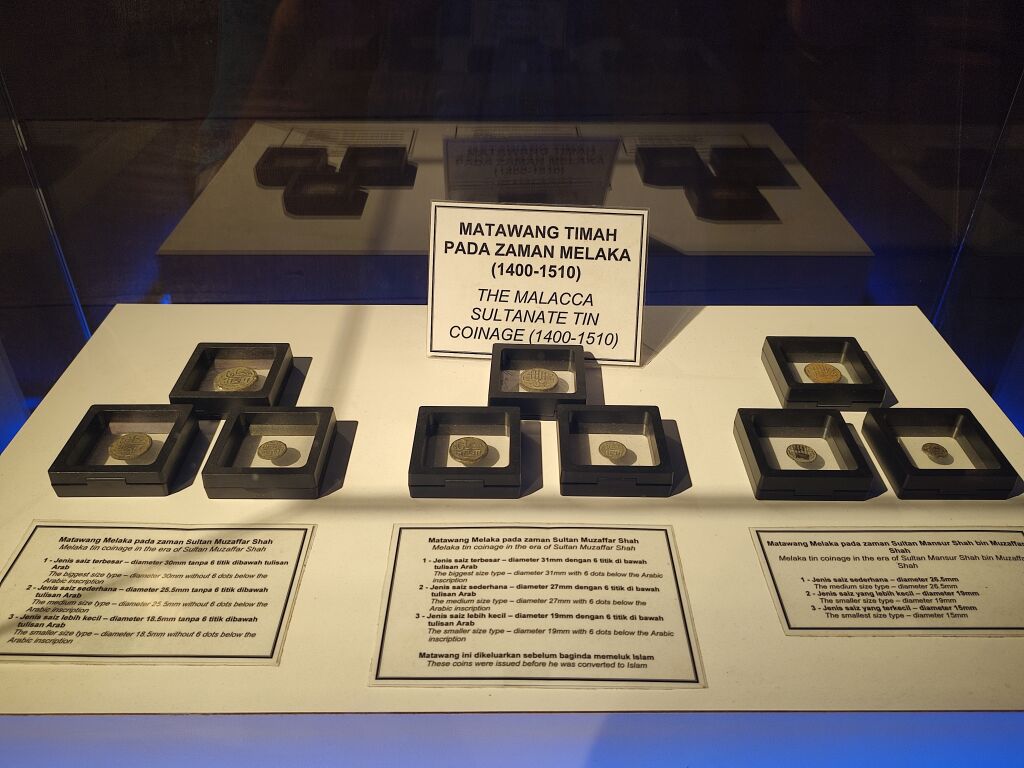 MATAWANG TIMAH
PADA ZAMAN MELAKA
(1400-1510)
THE MALACCA
SULTANATE TIN
COINAGE (1400-1510)
Matawang Melaka pada zaman Sultan Muzaffar Shah
Melaka tin coinage in the era of Sultan Muzaffar Shah
1 - Jenis saiz terbesar – diameter 30mm tanpa 6 titik dibawah tulisan
Arab
The biggest size type – diameter 30mm without 6 dots below the
Arabic inscription
2 - Jenis saiz sederhana – diameter 25.5mm tanpa 6 titik dibawah
tulisan Arab
The medium size type – diameter 25.5mm without 6 dots below the
Arabic inscription
3 - Jenis saiz lebih kecil – diameter 18.5mm tanpa 6 titik dibawah
tulisan Arab
The smaller size type – diameter 18.5mm without 6 dots below the
Arabic inscription
Matawang Melaka pada zaman Sultan Muzaffar Shah
Melaka tin coinage in the era of Sultan Muzaffar Shah
1 - Jenis saiz terbesar – diameter 31mm dengan 6 titik di bawah
tulisan Arab
The biggest size type – diameter 31mm with 6 dots below the Arabic
inscription
2 - Jenis saiz sederhana – diameter 27mm dengan 6 titik di bawah
tulisan Arab
The medium size type – diameter 27mm with 6 dots below the
Arabic inscription
3 - Jenis saiz lebih kecil – diameter 19mm dengan 6 titik di bawah
tulisan Arab
The smaller size type – diameter 19mm with 6 dots below the Arabic
inscription
Matawang ini dikeluarkan sebelum baginda memeluk Islam
These coins were issued before he was converted to Islam
Matawang Melaka pada zaman Sultan Mansur Shah bin Muzaffar
Shah
Melaka tin coinage in the era of Sultan Mansur Shah bin Muzaffar
Shah
1 - Jenis saiz sederhana – diameter 26.5mm
The medium size type – diameter 26.5mm
2 - Jenis saiz yang lebih kecil – diameter 19mm
The smaller size type – diameter 19mm
3 - Jenis saiz yang terkecil – diameter 15mm
The smallest size type – diameter 15mm